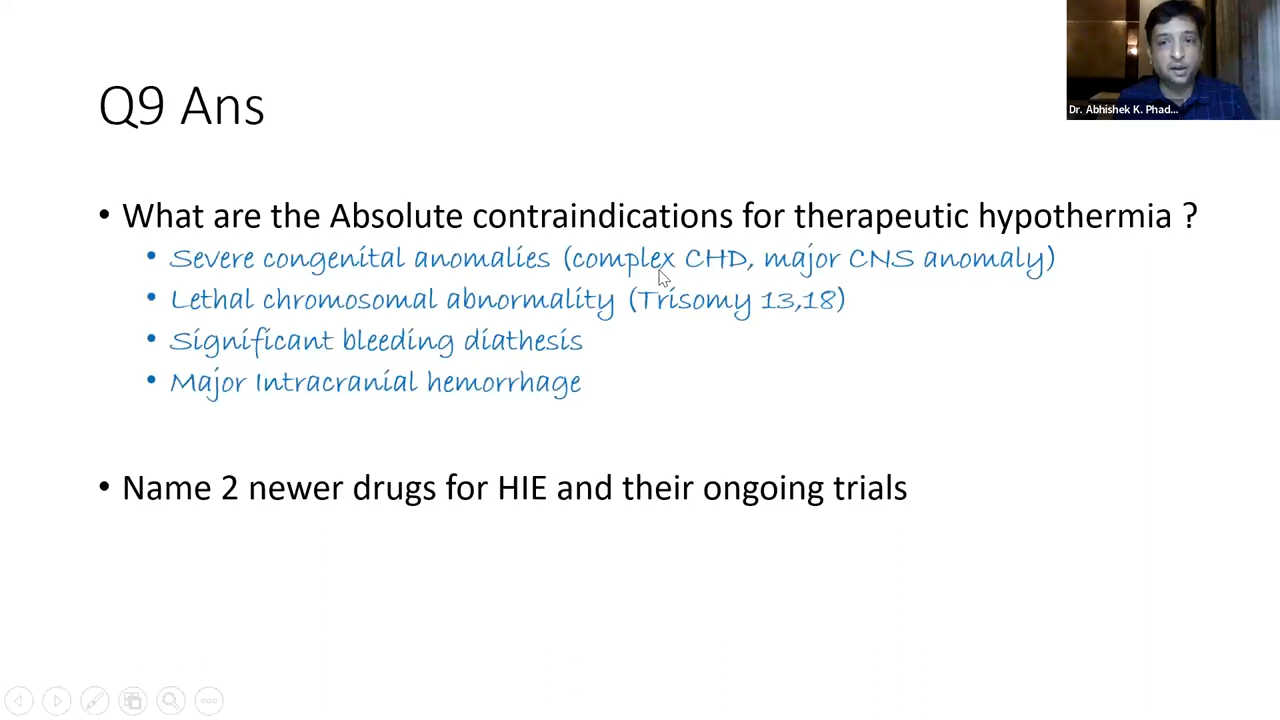 Dr. Abhishek K. Phad...
Q9 Ans
• What are the Absolute contraindications for therapeutic hypothermia ?
• Severe congenital anomalies (complex CHD, major CNS anomaly)
• Lethal chromosomal abnormality (Trisomy 13,18)
• Significant bleeding diathesis
• Major Intracranial hemorrhage
• Name 2 newer drugs for HIE and their ongoing trials